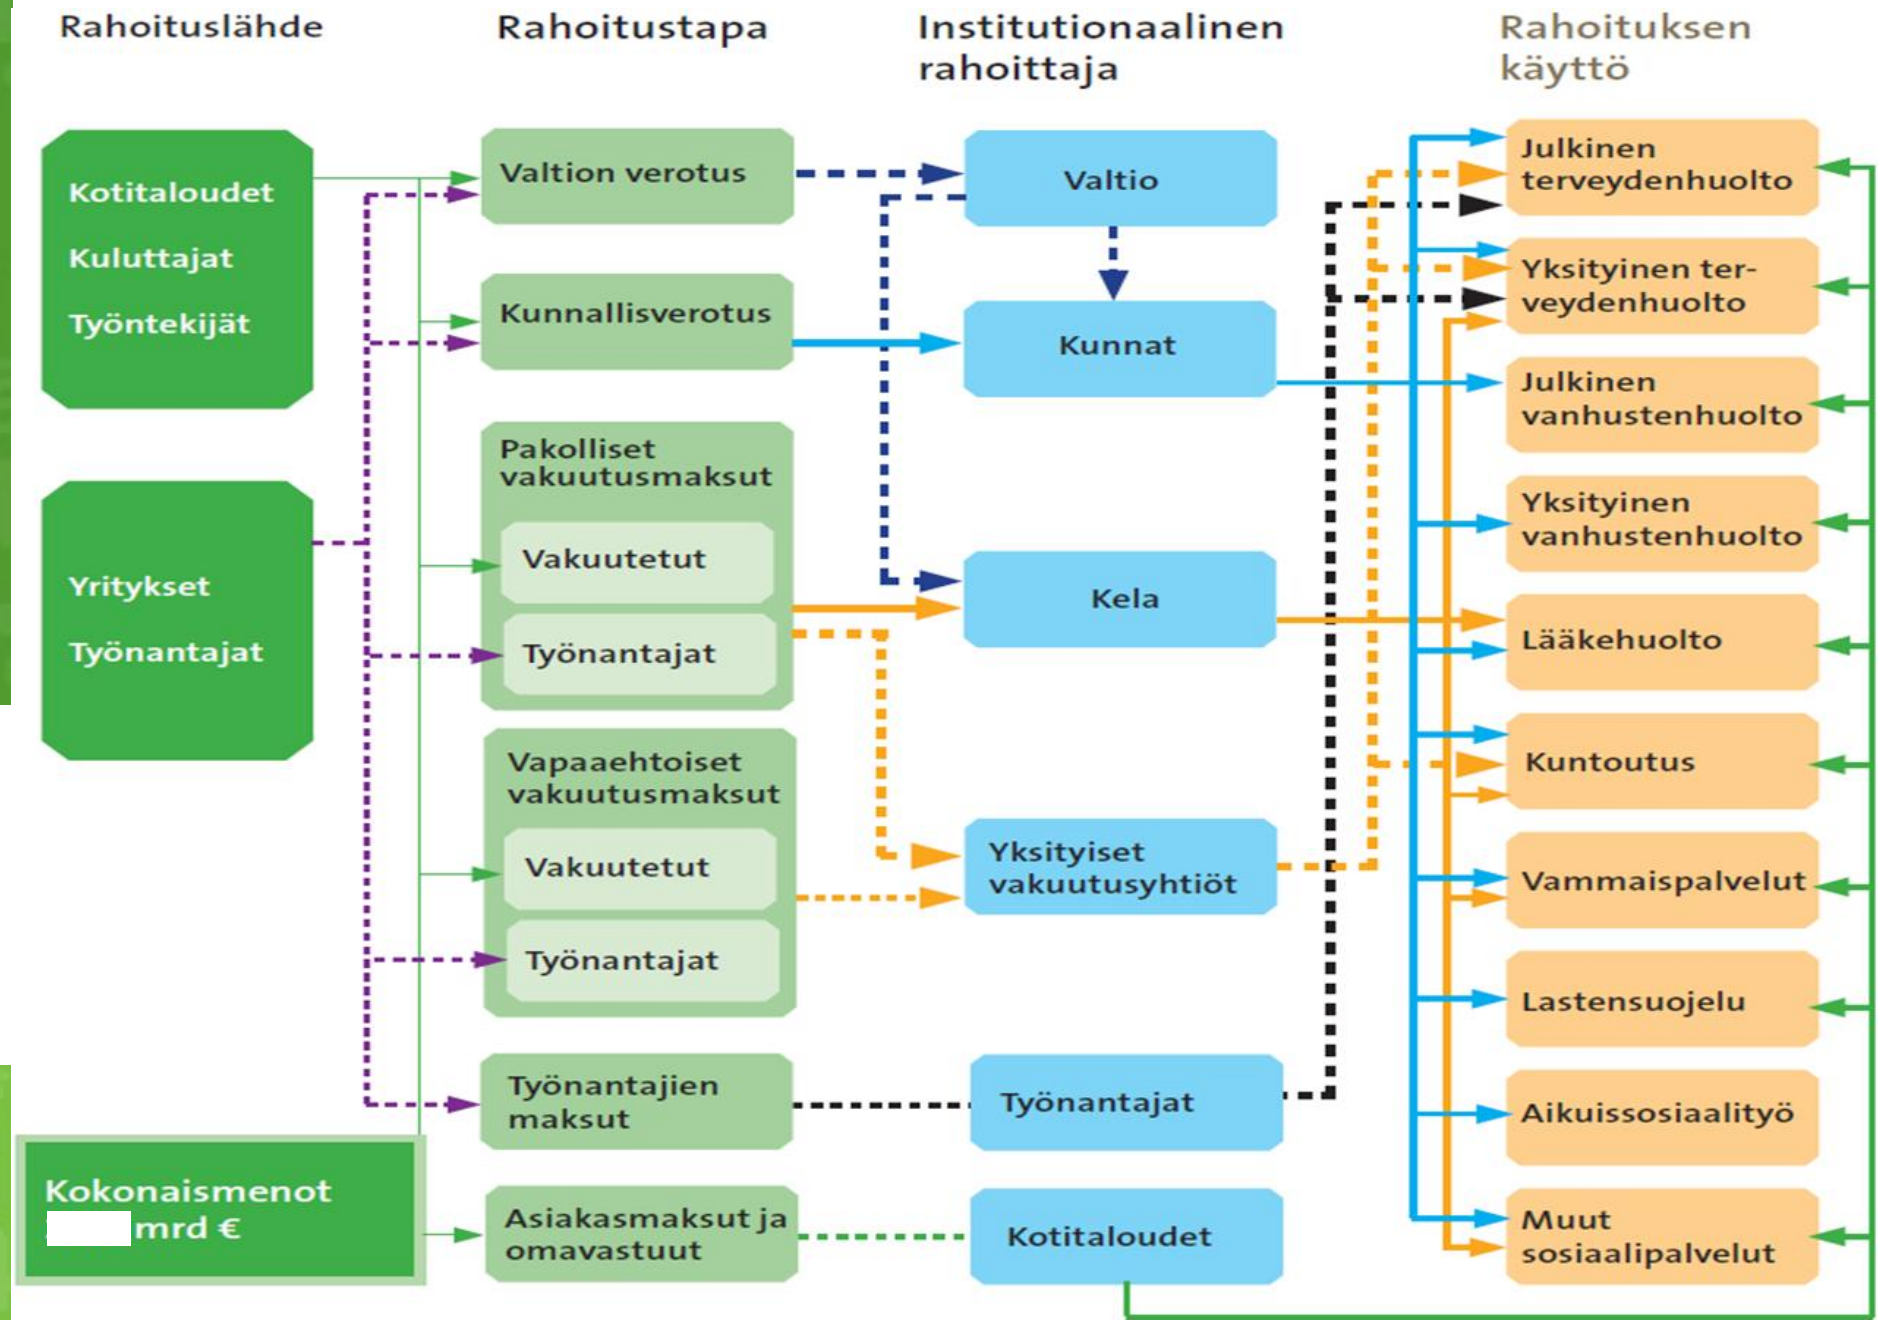 Rahoituslähde
Rahoitustapa
Institutionaalinen
rahoittaja
Rahoituksen
käyttö
Kotitaloudet
Kuluttajat
Työntekijät
Yritykset
Työnantajat
Kokonaismenot
mrd €
Valtion verotus
Kunnallisverotus
Pakolliset
vakuutusmaksut
Vakuutetut
Työnantajat
Vapaaehtoiset
vakuutusmaksut
Vakuutetut
Työnantajat
Työnantajien
maksut
Asiakasmaksut ja
omavastuut
Valtio
Kunnat
Kela
Yksityiset
vakuutusyhtiöt
Työnantajat
Kotitaloudet
Julkinen
terveydenhuolto
Yksityinen ter-
veydenhuolto
Julkinen
vanhustenhuolto
Yksityinen
vanhustenhuolto
Lääkehuolto
Kuntoutus
Vammaispalvelut
Lastensuojelu
Aikuissosiaalityö
Muut
sosiaalipalvelut